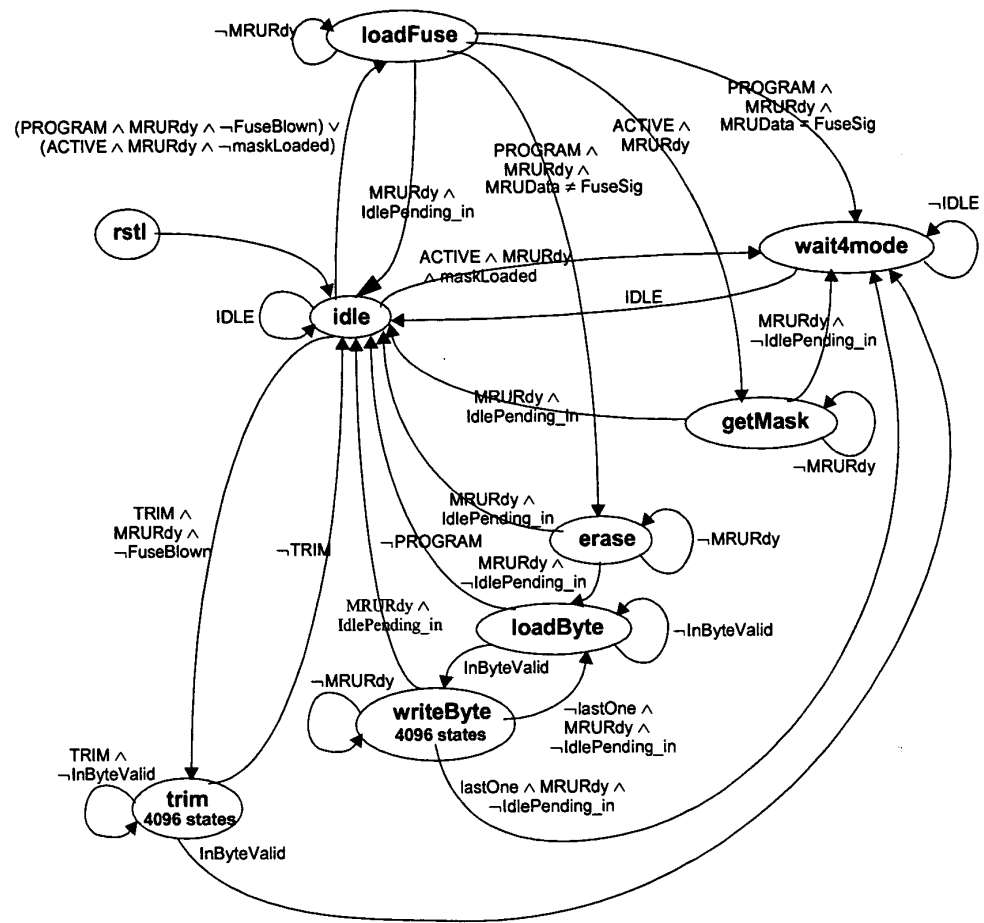 loadFuse
¬MRURdy
PROGRAM ∧
MRURdy ∧
MRUData = FuseSig
(PROGRAM ∧ MRURdy ∧ ¬FuseBlown) ∨
(ACTIVE ∧ MRURdy ∧ ¬maskLoaded)
ACTIVE ∧
MRURdy
PROGRAM ∧
MRURdy ∧
MRUData ≠ FuseSig
MRURdy ∧
IdlePending_in
¬IDLE
rstl
wait4mode
ACTIVE ∧ MRURdy
∧ maskLoaded
IDLE
IDLE
idle
MRURdy ∧
¬IdlePending_in
MRURdy ∧
IdlePending_in
getMask
¬MRURdy
TRIM ∧
MRURdy ∧
¬FuseBlown
¬TRIM
MRURdy ∧
IdlePending_in
¬PROGRAM
erase
¬MRURdy
MRURdy ∧
¬IdlePending_in
MRURdy ∧
IdlePending_in
loadByte
¬InByteValid
InByteValid
¬MRURdy
writeByte
4096 states
¬lastOne ∧
MRURdy ∧
¬IdlePending_in
TRIM ∧
¬InByteValid
lastOne ∧ MRURdy ∧
¬IdlePending_in
trim
4096 states
InByteValid